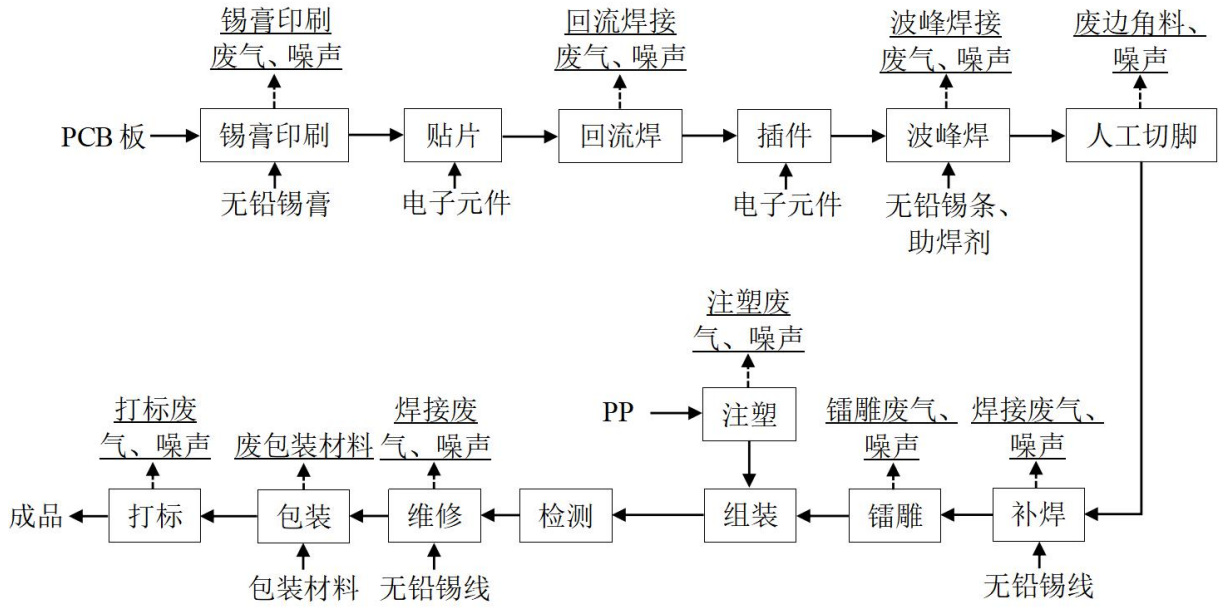 锡膏印刷
废气、噪声
回流焊接
废气、噪声
波峰焊接
废气、噪声
废边角料、
噪声
PCB 板
锡膏印刷
贴片
回流焊
插件
波峰焊
人工切脚
无铅锡膏
电子元件
电子元件
无铅锡条、
助焊剂
注塑废
气、噪声
PP
注塑
打标废
气、噪声
废包装材料
焊接废
气、噪声
镭雕废气、
噪声
焊接废气、
噪声
成品
打标
包装
维修
检测
组装
镭雕
补焊
包装材料
无铅锡线
无铅锡线